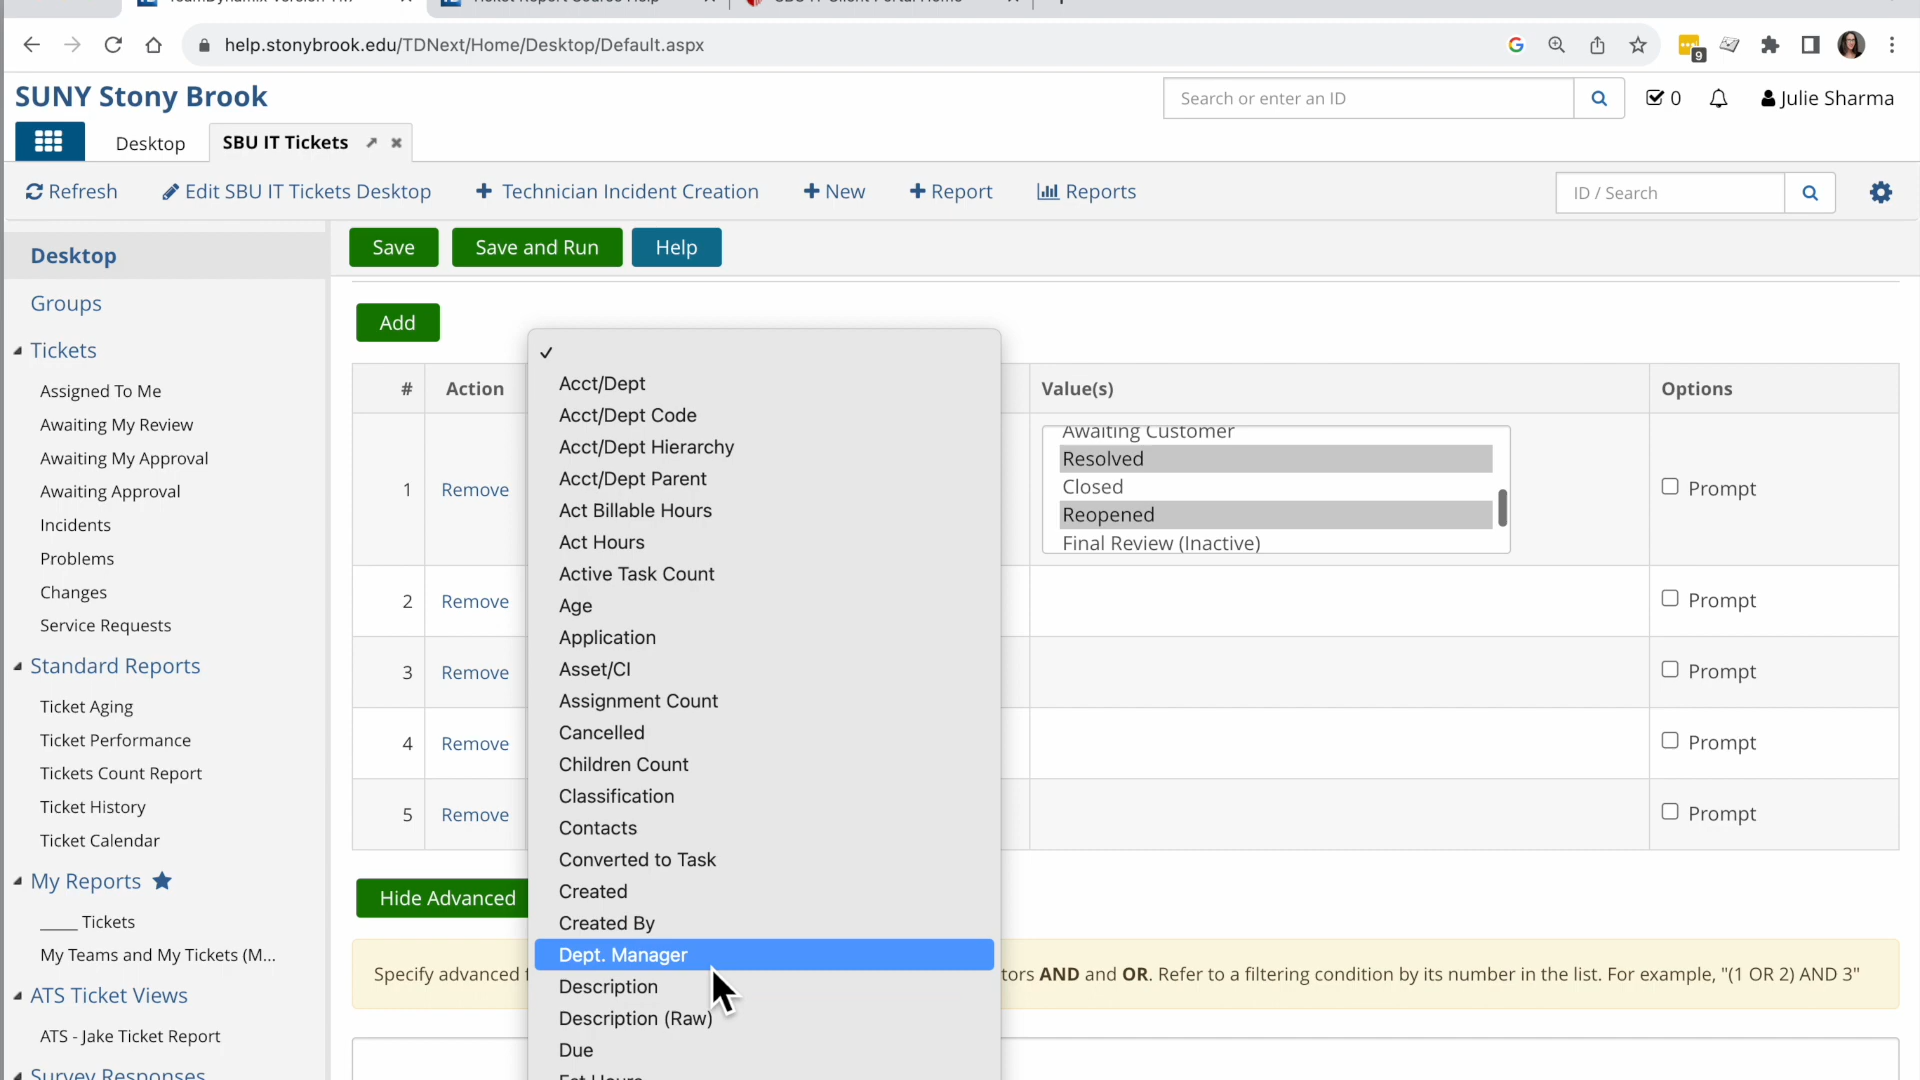 help.stonybrook.edu/TDNext/Home/Desktop/Default.aspx
9
SUNY Stony Brook
Search or enter an ID
0
Julie Sharma
Desktop
SBU IT Tickets
Refresh
Edit SBU IT Tickets Desktop
Technician Incident Creation
New
Report
Reports
ID / Search
Desktop
Groups
Tickets
Assigned To Me
Awaiting My Review
Awaiting My Approval
Awaiting Approval
Incidents
Problems
Changes
Service Requests
Standard Reports
Ticket Aging
Ticket Performance
Tickets Count Report
Ticket History
Ticket Calendar
My Reports
_____ Tickets
My Teams and My Tickets (M...
ATS Ticket Views
ATS - Jake Ticket Report
Survey Responses
Save
Save and Run
Help
Add
# Action
Value(s)
Options
1 Remove
Awaiting Customer
Resolved
Closed
Reopened
Final Review (Inactive)
Prompt
2 Remove
Prompt
3 Remove
Prompt
4 Remove
Prompt
5 Remove
Prompt
Acct/Dept
Acct/Dept Code
Acct/Dept Hierarchy
Acct/Dept Parent
Act Billable Hours
Act Hours
Active Task Count
Age
Application
Asset/CI
Assignment Count
Cancelled
Children Count
Classification
Contacts
Converted to Task
Created
Created By
Dept. Manager
Description
Description (Raw)
Due
Est Hours
Hide Advanced
Specify advanced
tors AND and OR. Refer to a filtering condition by its number in the list. For example, "(1 OR 2) AND 3"